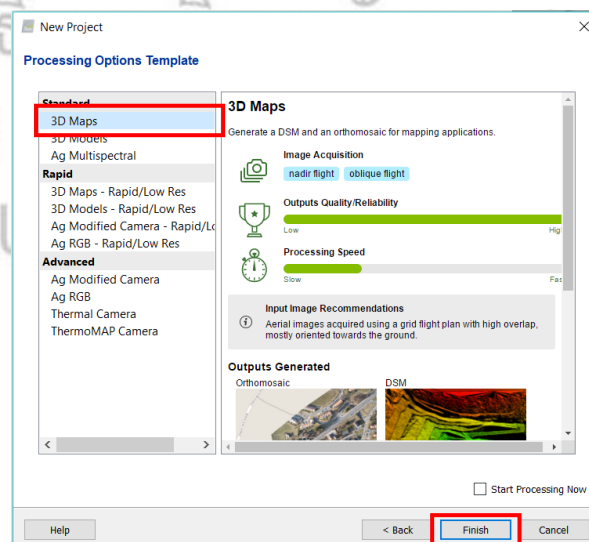 New Project
Processing Options Template
Standard
3D Maps
3D Models
Ag Multispectral
Rapid
3D Maps - Rapid/Low Res
3D Models - Rapid/Low Res
Ag Modified Camera - Rapid/Lo
Ag RGB - Rapid/Low Res
Advanced
Ag Modified Camera
Ag RGB
Thermal Camera
ThermoMAP Camera
3D Maps
Generate a DSM and an orthomosaic for mapping applications.
Image Acquisition
nadir flight oblique flight
Outputs Quality/Reliability
Low Hig
Processing Speed
Slow Fas
Input Image Recommendations
Aerial images acquired using a grid flight plan with high overlap,
mostly oriented towards the ground.
Outputs Generated
Orthomosaic DSM
Start Processing Now
Help < Back Finish Cancel